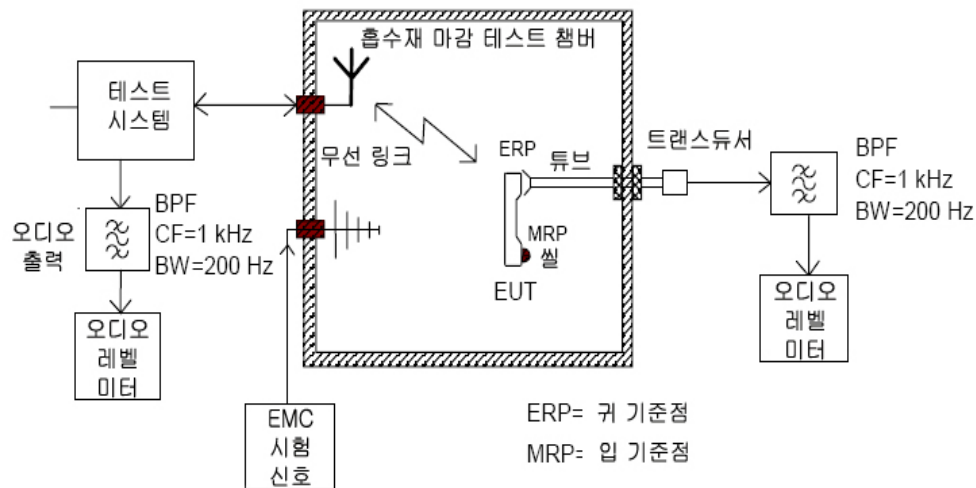 흡수재 마감 테스트 챔버
테스트
시스템
무선 링크
ERP
튜브
트랜스듀서
BPF
CF=1 kHz
BW=200 Hz
오디오
출력
BPF
CF=1 kHz
BW=200 Hz
MRP
씰
EUT
오디오
레벨
미터
오디오
레벨
미터
EMC
시험
신호
ERP= 귀 기준점
MRP= 입 기준점